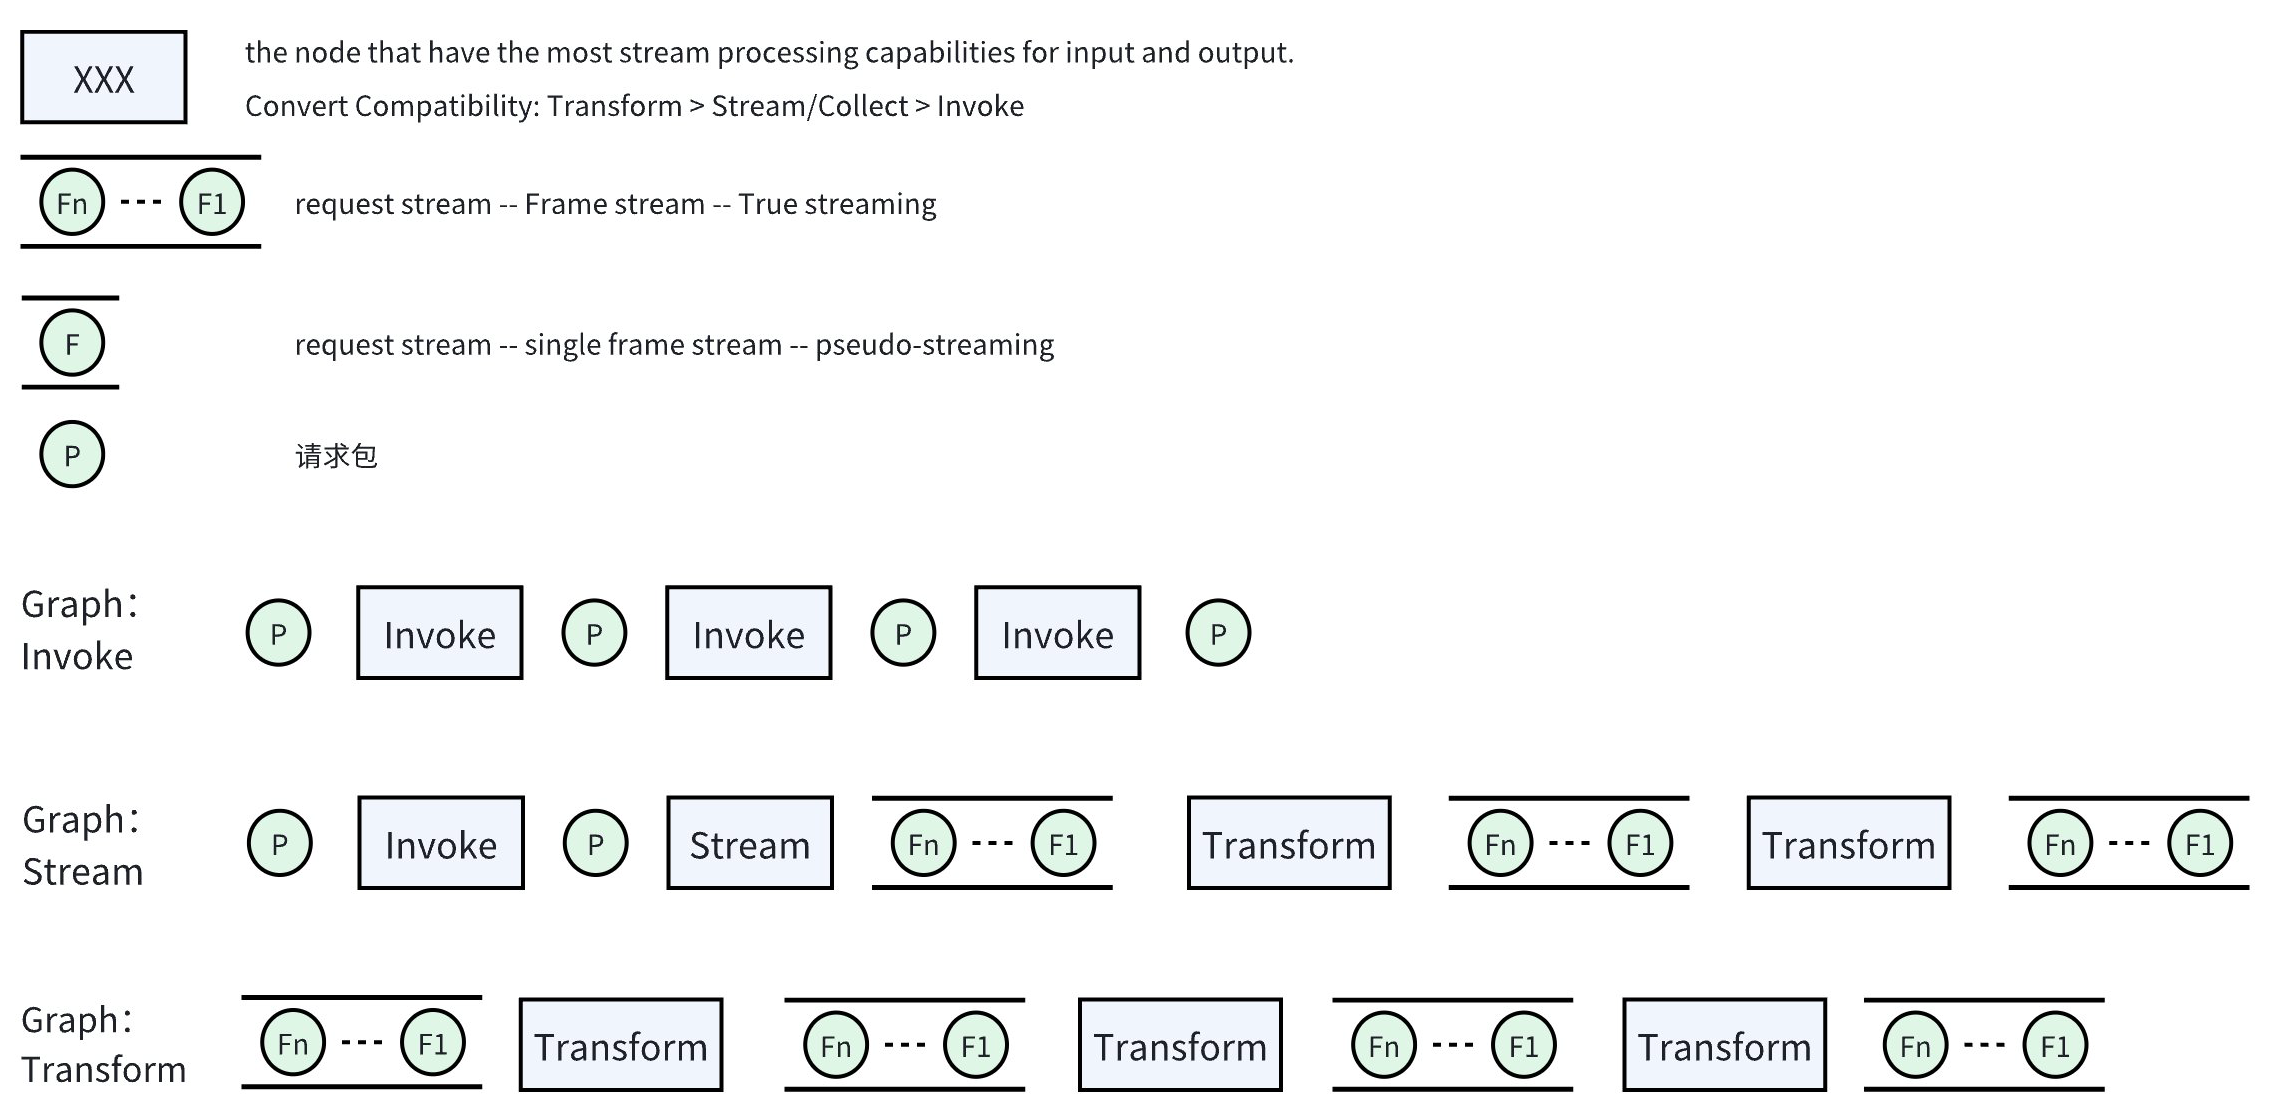 XXX
the node that have the most stream processing capabilities for input and output.
Convert Compatibility: Transform > Stream/Collect > Invoke
Fn --- F1
request stream -- Frame stream -- True streaming
F
request stream -- single frame stream -- pseudo-streaming
P
请求包
Graph：
Invoke
P Invoke P Invoke P Invoke P
Graph：
Stream
P Invoke P Stream Fn --- F1 Transform Fn --- F1 Transform Fn --- F1
Graph：
Transform
Fn --- F1 Transform Fn --- F1 Transform Fn --- F1 Transform Fn --- F1